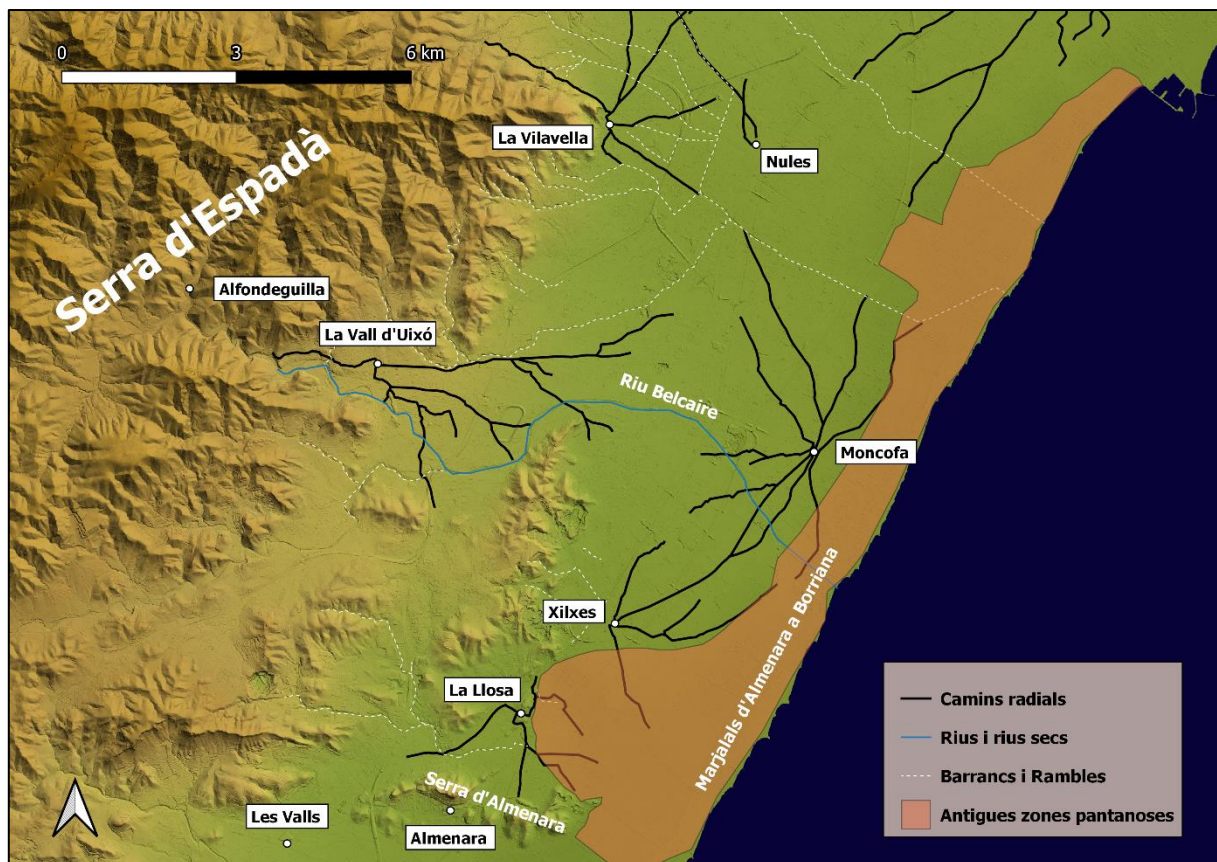 0 3 6 km
La Vilavella
Nules
Serra d'Espadà
Alfondeguilla
La Vall d'Uixó
Riu Belcaire
Moncofa
Xilxes
Marjalals d'Almenara a Borriana
La Llosa
Serra d'Almenara
Les Valls
Almenara
Camins radials
Rius i rius secs
Barrancs i Rambles
Antigues zones pantanoses